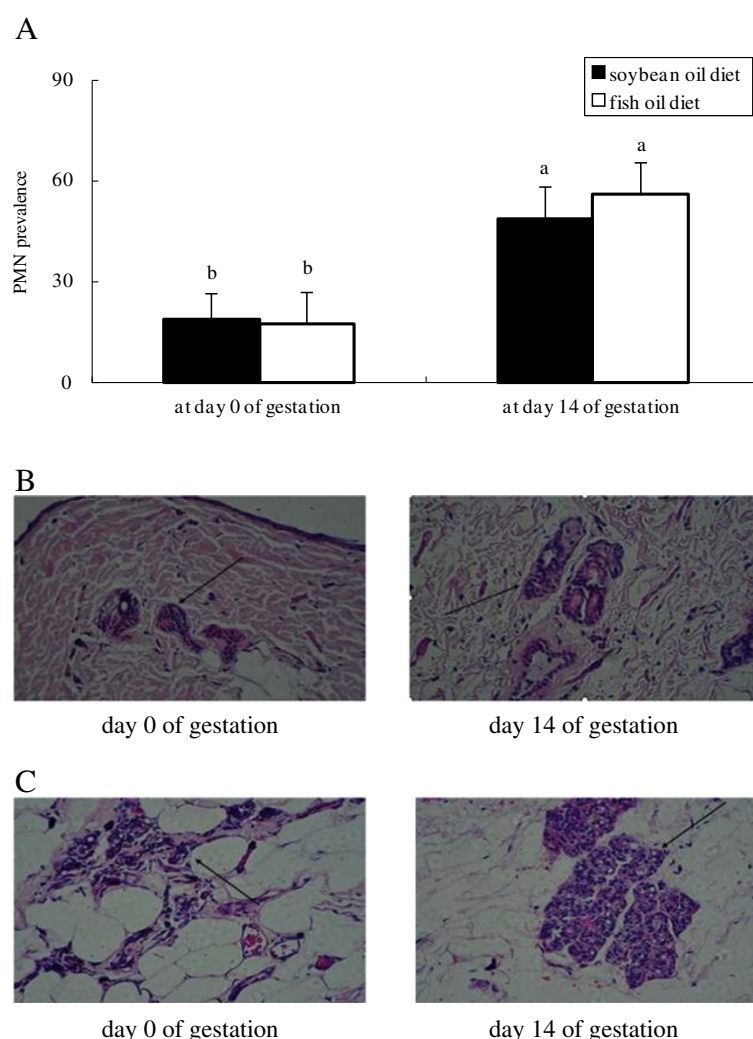 A
90
60
30
0
PMN prevalence
soybean oil diet
fish oil diet
b
b
a
a
at day 0 of gestation
at day 14 of gestation
B
day 0 of gestation
day 14 of gestation
C
day 0 of gestation
day 14 of gestation